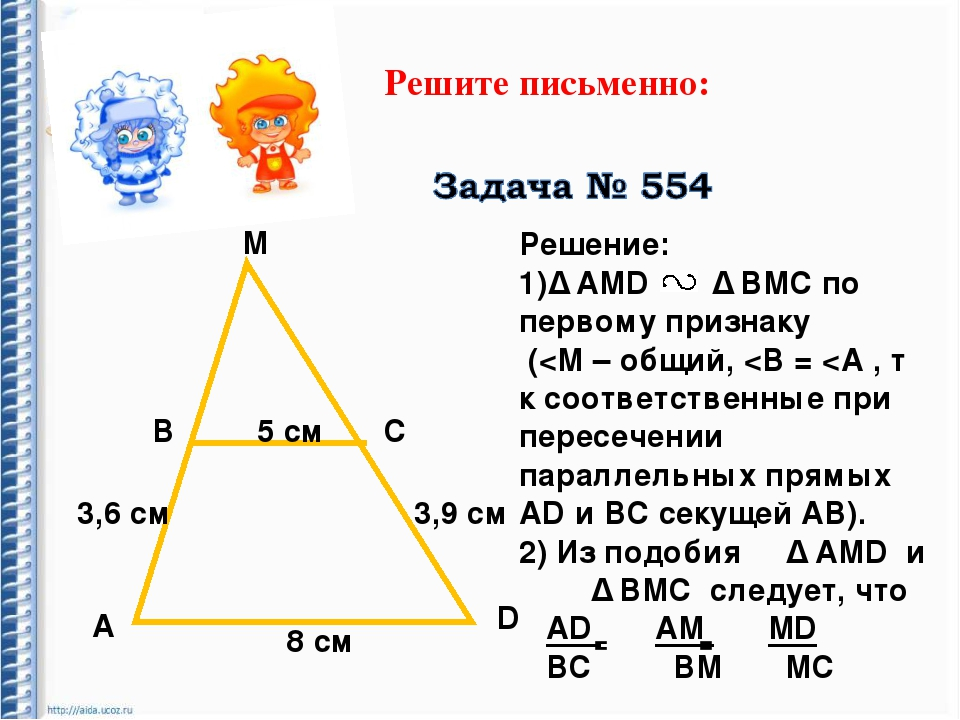 Решите письменно:
Задача № 554
M
B
5 см
C
3,6 см
3,9 см
A
8 см
D
Решение:
1)Δ AMD ∾ Δ BMC по
первому признаку
(<M – общий, <B = <A , т
к соответственные при
пересечении
параллельных прямых
AD и BC секущей AB).
2) Из подобия Δ AMD и
Δ BMC следует, что
AD = AM = MD
BC BM MC
http://aida.ucoz.ru